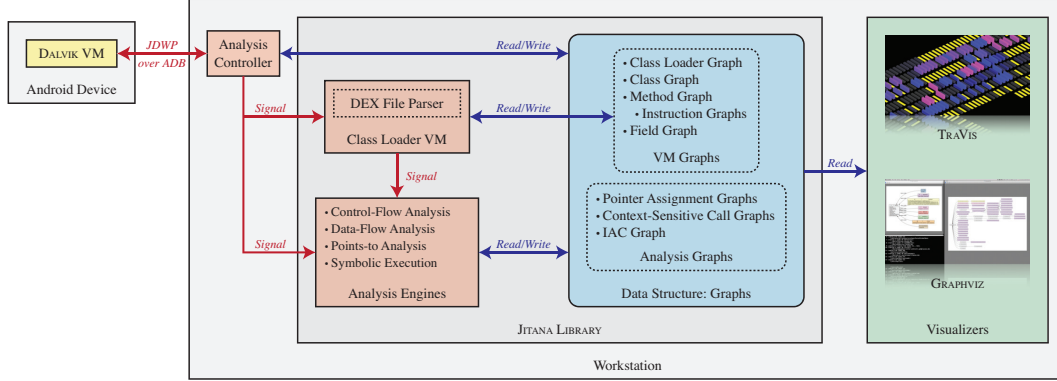 DALVIK VM
Android Device
JDWP
over ADB
Analysis
Controller
Read/Write
Signal
DEX File Parser
Class Loader VM
Read/Write
Signal
Signal
• Control-Flow Analysis
• Data-Flow Analysis
• Points-to Analysis
• Symbolic Execution
Analysis Engines
Read/Write
• Class Loader Graph
• Class Graph
• Method Graph
• Instruction Graphs
• Field Graph
VM Graphs
• Pointer Assignment Graphs
• Context-Sensitive Call Graphs
• IAC Graph
Analysis Graphs
Data Structure: Graphs
JITANA LIBRARY
Read
TRAVIS
GRAPHVIZ
Visualizers
Workstation